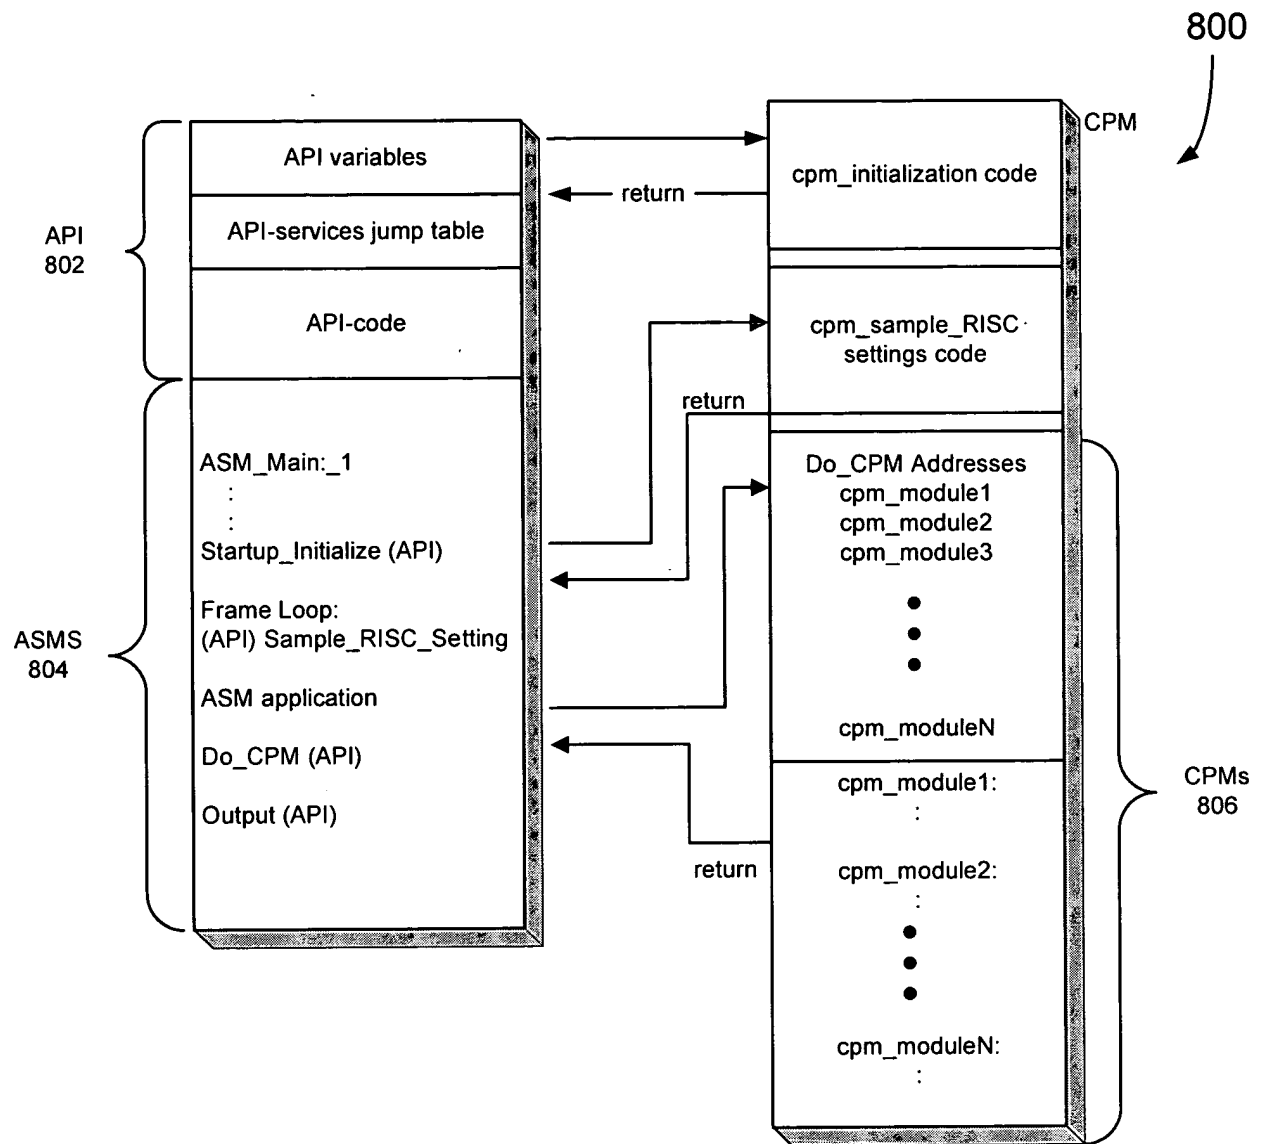 800
API variables
API-services jump table
API-code
API
802
ASM_Main:_1
:
:
Startup_Initialize (API)
Frame Loop:
(API) Sample_RISC_Setting
ASM application
Do_CPM (API)
Output (API)
ASMS
804
return
return
return
CPM
cpm_initialization code
cpm_sample_RISC
settings code
Do_CPM Addresses
cpm_module1
cpm_module2
cpm_module3
cpm_moduleN
cpm_module1:
:
cpm_module2:
:
cpm_moduleN:
:
CPMs
806